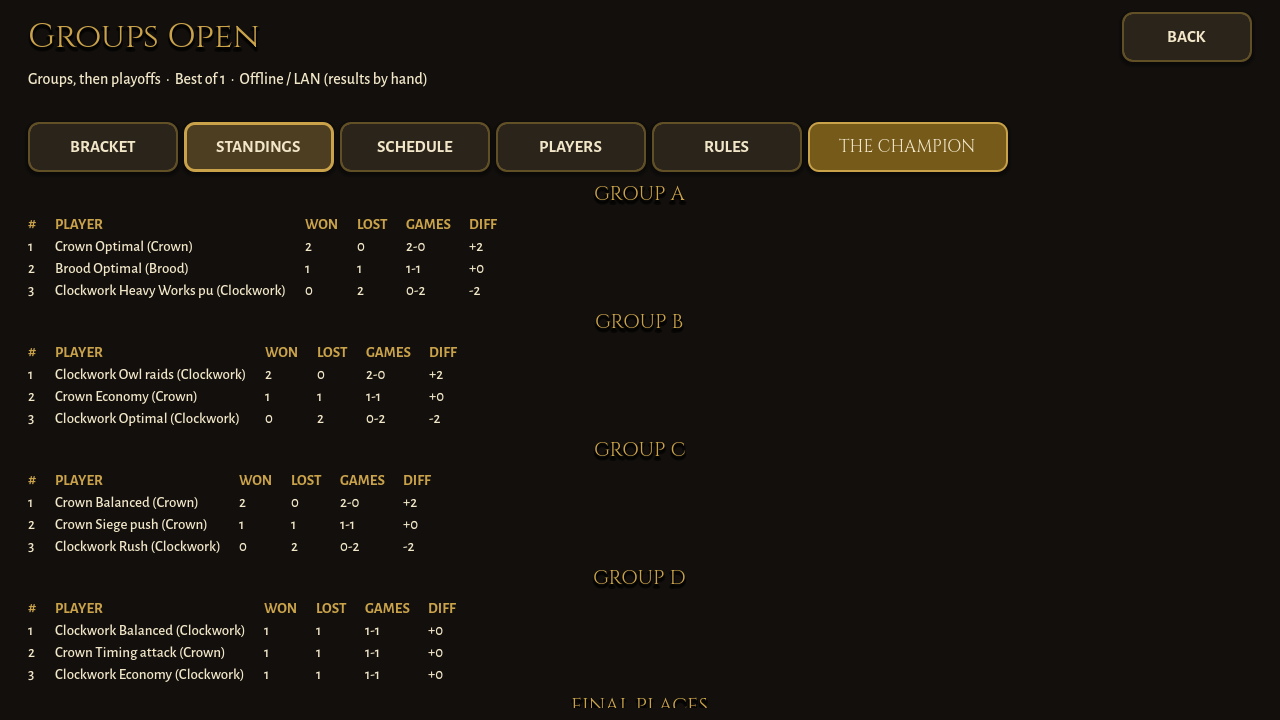 Groups Open
BACK
Groups, then playoffs · Best of 1 · Offline / LAN (results by hand)
BRACKET STANDINGS SCHEDULE PLAYERS RULES THE CHAMPION
GROUP A
# PLAYER WON LOST GAMES DIFF
1 Crown Optimal (Crown) 2 0 2-0 +2
2 Brood Optimal (Brood) 1 1 1-1 +0
3 Clockwork Heavy Works pu (Clockwork) 0 2 0-2 -2
GROUP B
# PLAYER WON LOST GAMES DIFF
1 Clockwork Owl raids (Clockwork) 2 0 2-0 +2
2 Crown Economy (Crown) 1 1 1-1 +0
3 Clockwork Optimal (Clockwork) 0 2 0-2 -2
GROUP C
# PLAYER WON LOST GAMES DIFF
1 Crown Balanced (Crown) 2 0 2-0 +2
2 Crown Siege push (Crown) 1 1 1-1 +0
3 Clockwork Rush (Clockwork) 0 2 0-2 -2
GROUP D
# PLAYER WON LOST GAMES DIFF
1 Clockwork Balanced (Clockwork) 1 1 1-1 +0
2 Crown Timing attack (Crown) 1 1 1-1 +0
3 Clockwork Economy (Clockwork) 1 1 1-1 +0
FINAL PLACES